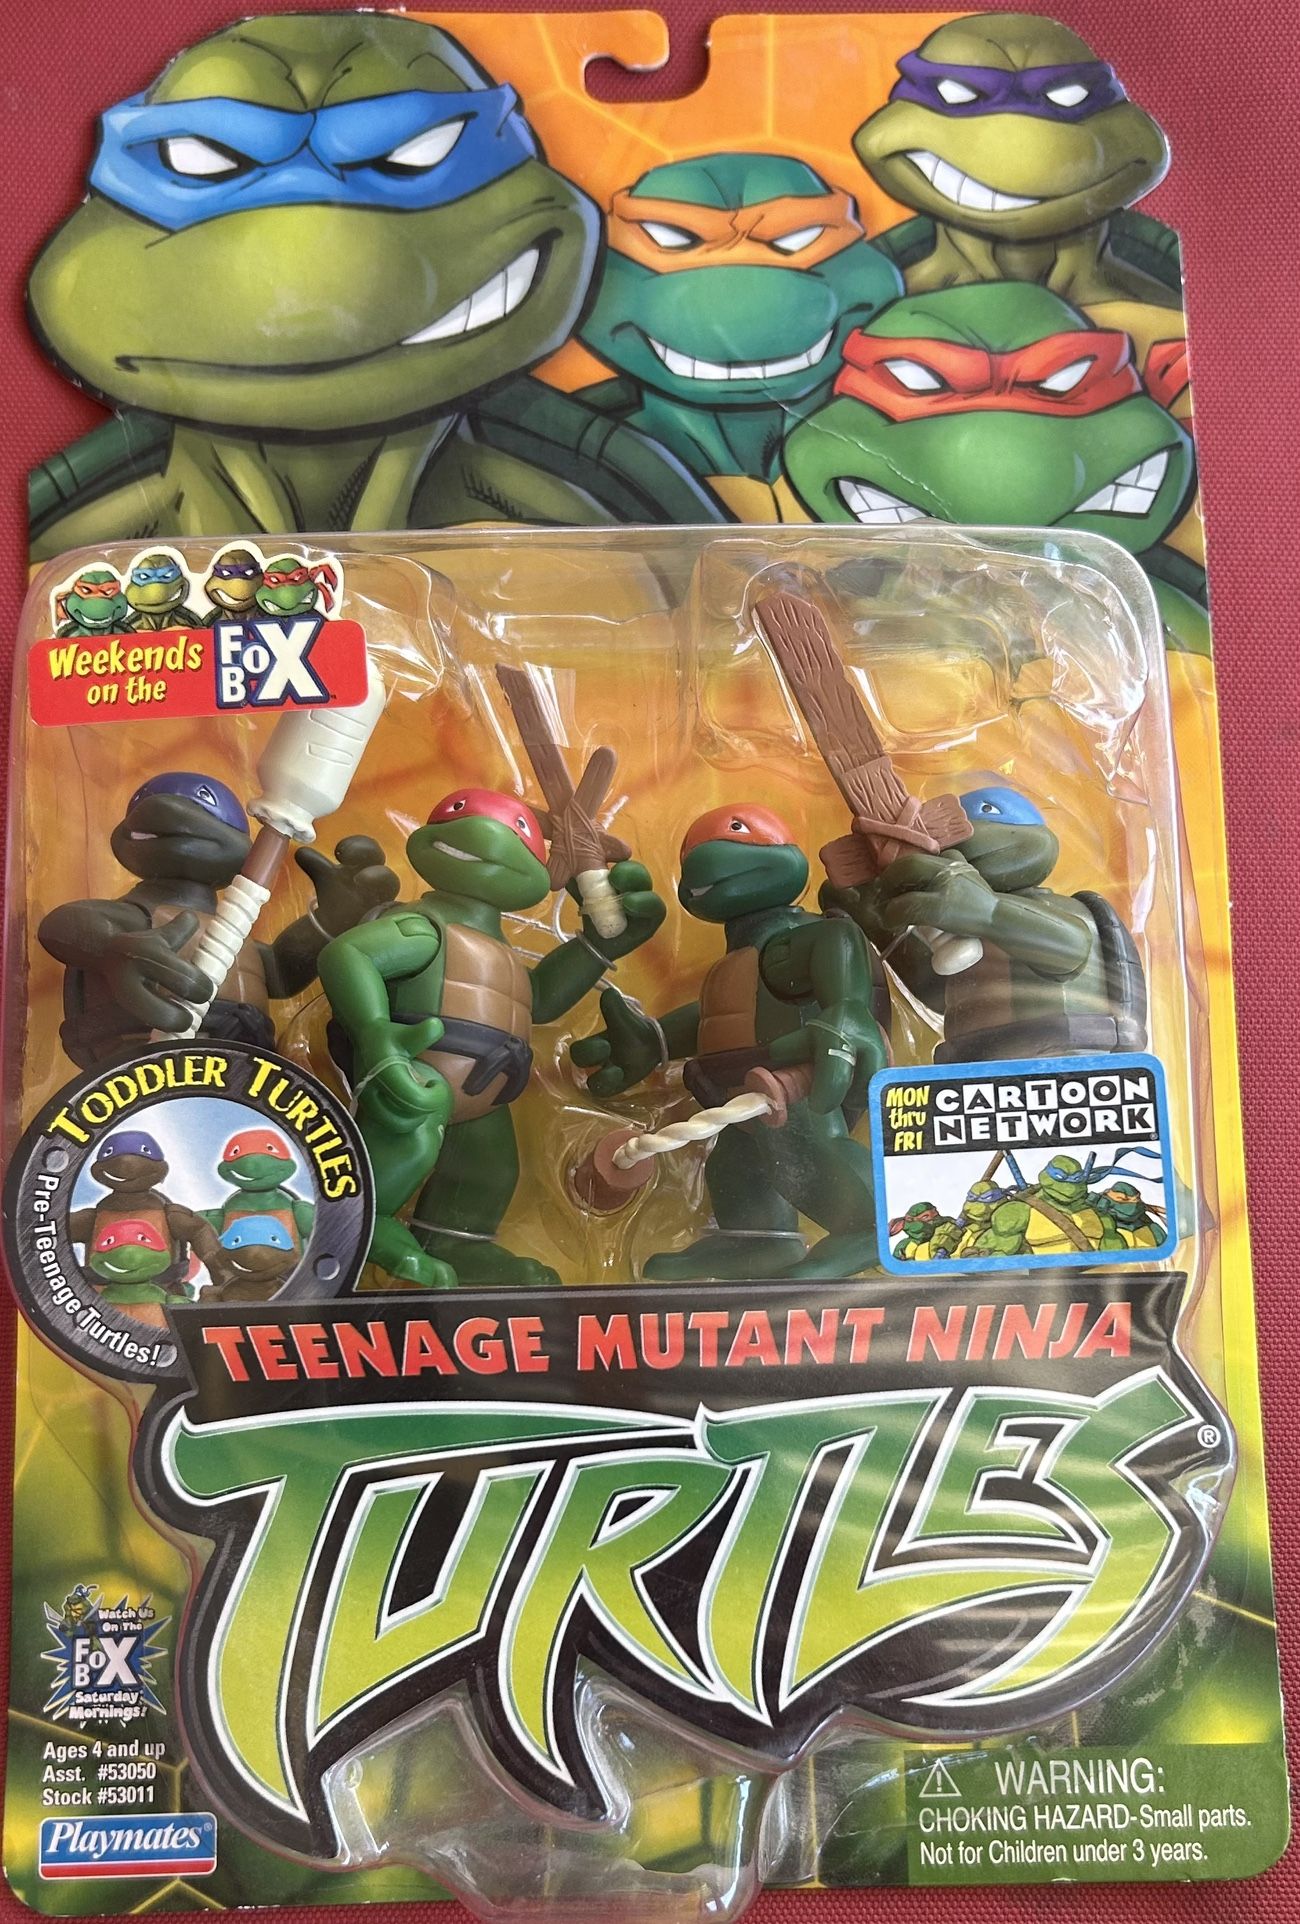 Weekends
on the
FOX
BOX
TODDLER TURTLES
Pre-Teenage Turtles!
MON
thru
FRI
CARTOON
NETWORK
TEENAGE MUTANT NINJA
TURTLES®
Watch Us
On The
FOX
BOX
Saturday
Mornings!
Ages 4 and up
Asst. #53050
Stock #53011
Playmates®
WARNING:
CHOKING HAZARD-Small parts.
Not for Children under 3 years.